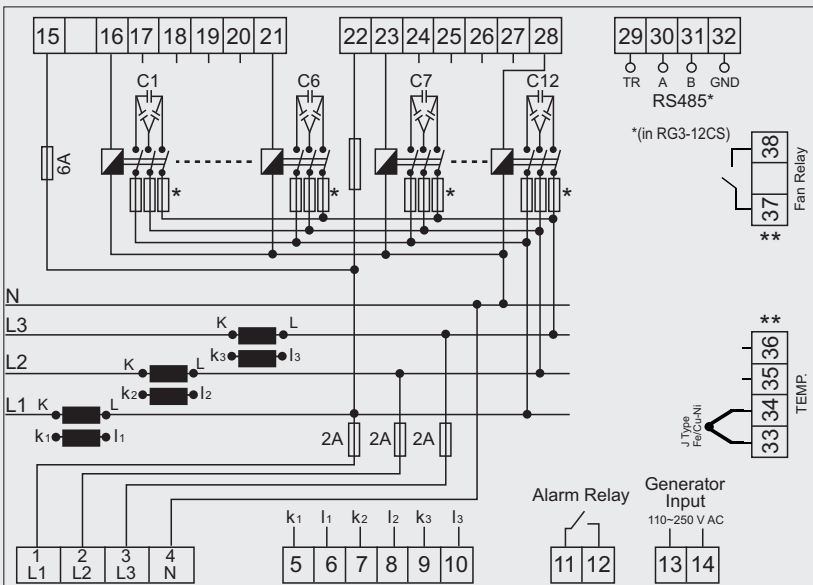 15 16 17 18 19 20 21 22 23 24 25 26 27 28 29 30 31 32
TR A B GND
RS485*
C1 C6 C7 C12
*(in RG3-12CS)
6A
* * * *
38
37
Fan Relay
**
N
L3
K L
k3 l3
L2
K L
k2 l2
L1
K L
k1 l1
**
36
35
34
33
TEMP.
J Type
Fe/Cu-Ni
2A 2A 2A
Alarm Relay
Generator
Input
110~250 V AC
k1 l1 k2 l2 k3 l3
1 2 3 4
L1 L2 L3 N
5 6 7 8 9 10
11 12
13 14